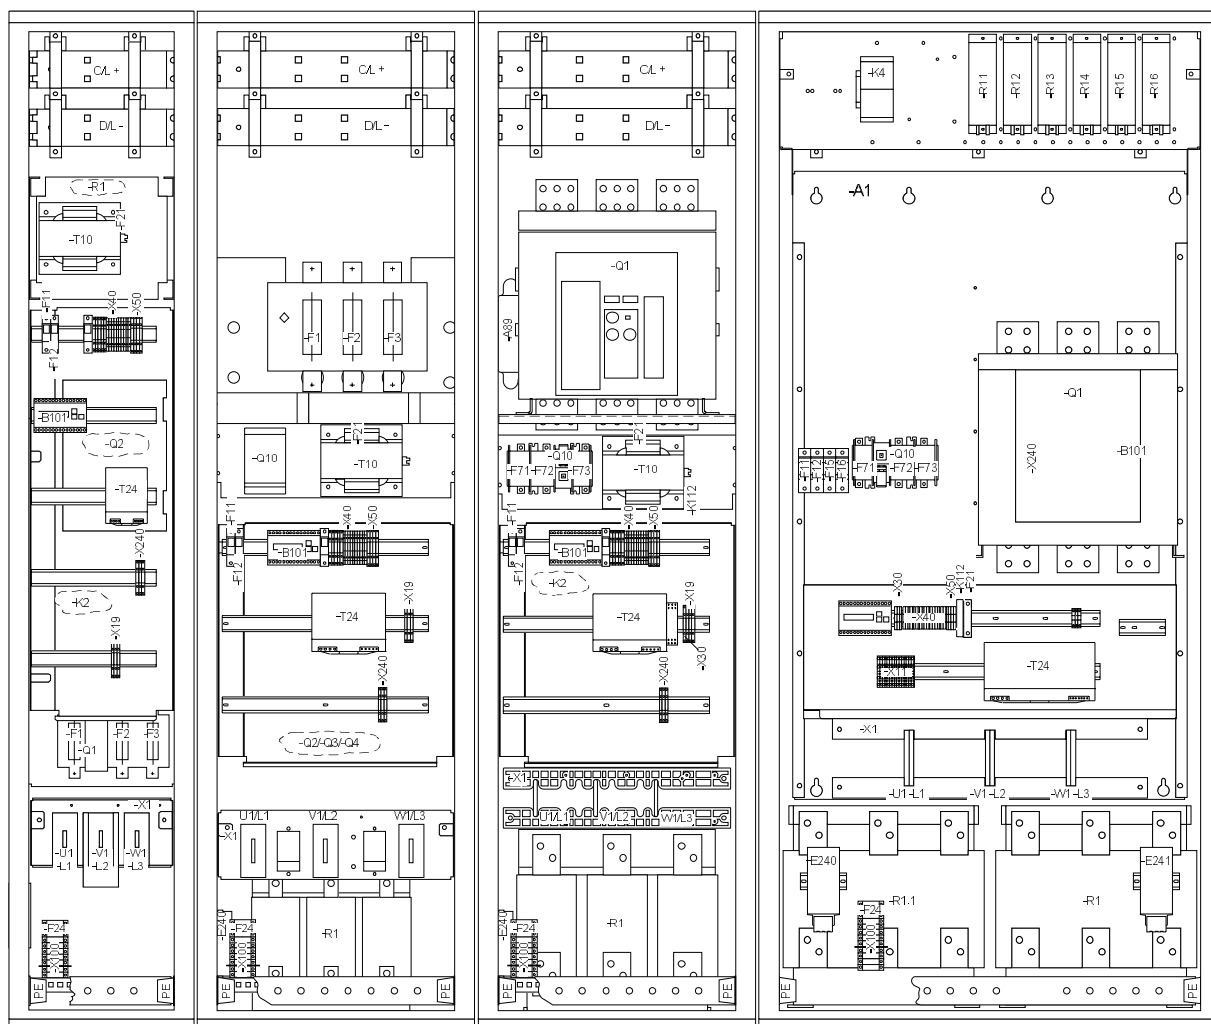 C/L +
D/L –
-R1
-F21
-T10
-F11
-X40
-X50
-F12
-B101
-Q2
-T24
-X240
-K2
-X19
-F1
-F2
-F3
-Q1
-X1
-U1
-L1
-V1
-L2
-W1
-L3
-F24
-X100
PE
PE
C/L +
D/L –
-F1
-F2
-F3
-F21
-Q10
-T10
-F11
-X40
-X50
-B101
-F12
-X19
-T24
-X240
-Q2/-Q3/-Q4
U1/L1
V1/L2
W1/L3
-X1
-E240
-F24
-X100
-R1
PE
PE
C/L +
D/L –
-Q1
-A89
-F21
-Q10
-F71
-F72
-F73
-T10
-K112
-F11
-X40
-X50
-B101
-F12
-K2
-X19
-T24
-X30
-X240
-X1
U1/L1
V1/L2
W1/L3
-E240
-F24
-X100
-R1
PE
PE
-K4
-R11
-R12
-R13
-R14
-R15
-R16
-A1
-Q1
-X240
-B101
-F11
-F12
-F15
-F16
-Q10
-F71
-F72
-F73
-X30
-X50
-K112
-F21
-X40
-X11
-T24
-X1
-U1-L1
-V1-L2
-W1-L3
-E240
-E241
-R1.1
-R1
-F24
-X100
PE
PE